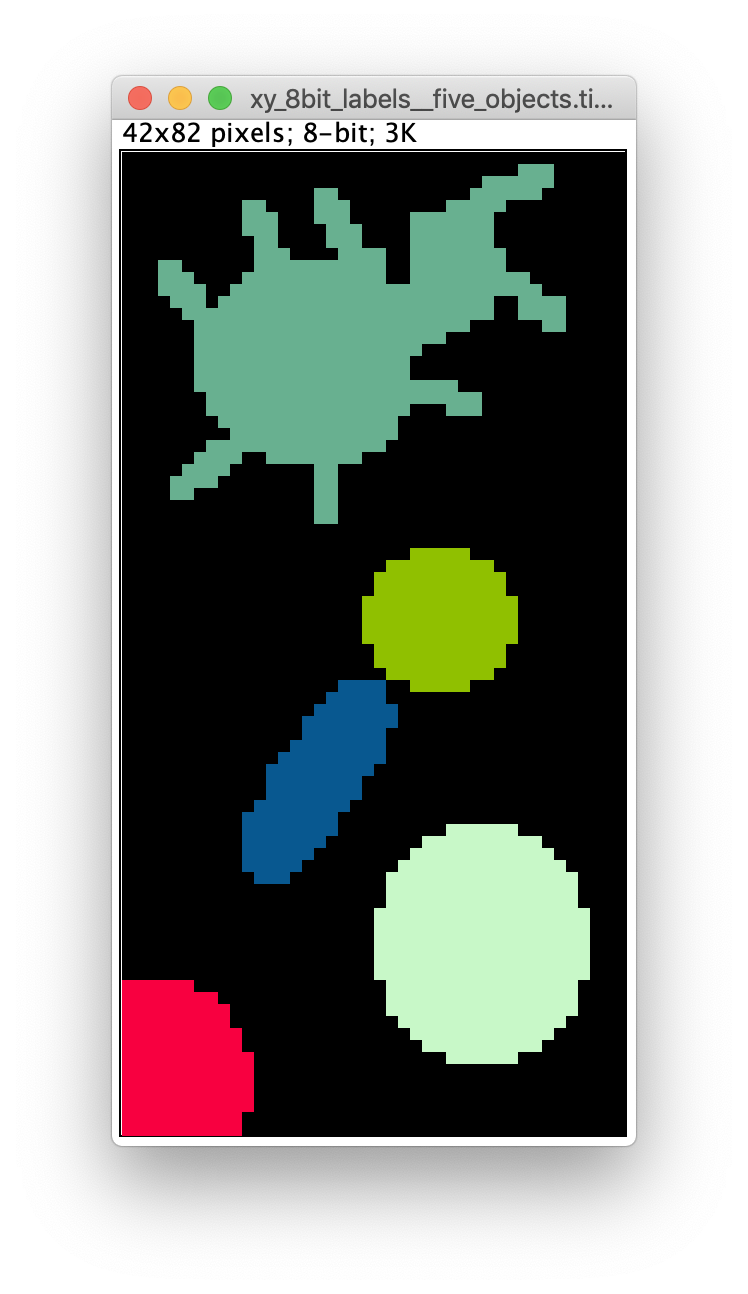 xy_8bit_labels__five_objects.ti...
42x82 pixels; 8-bit; 3K